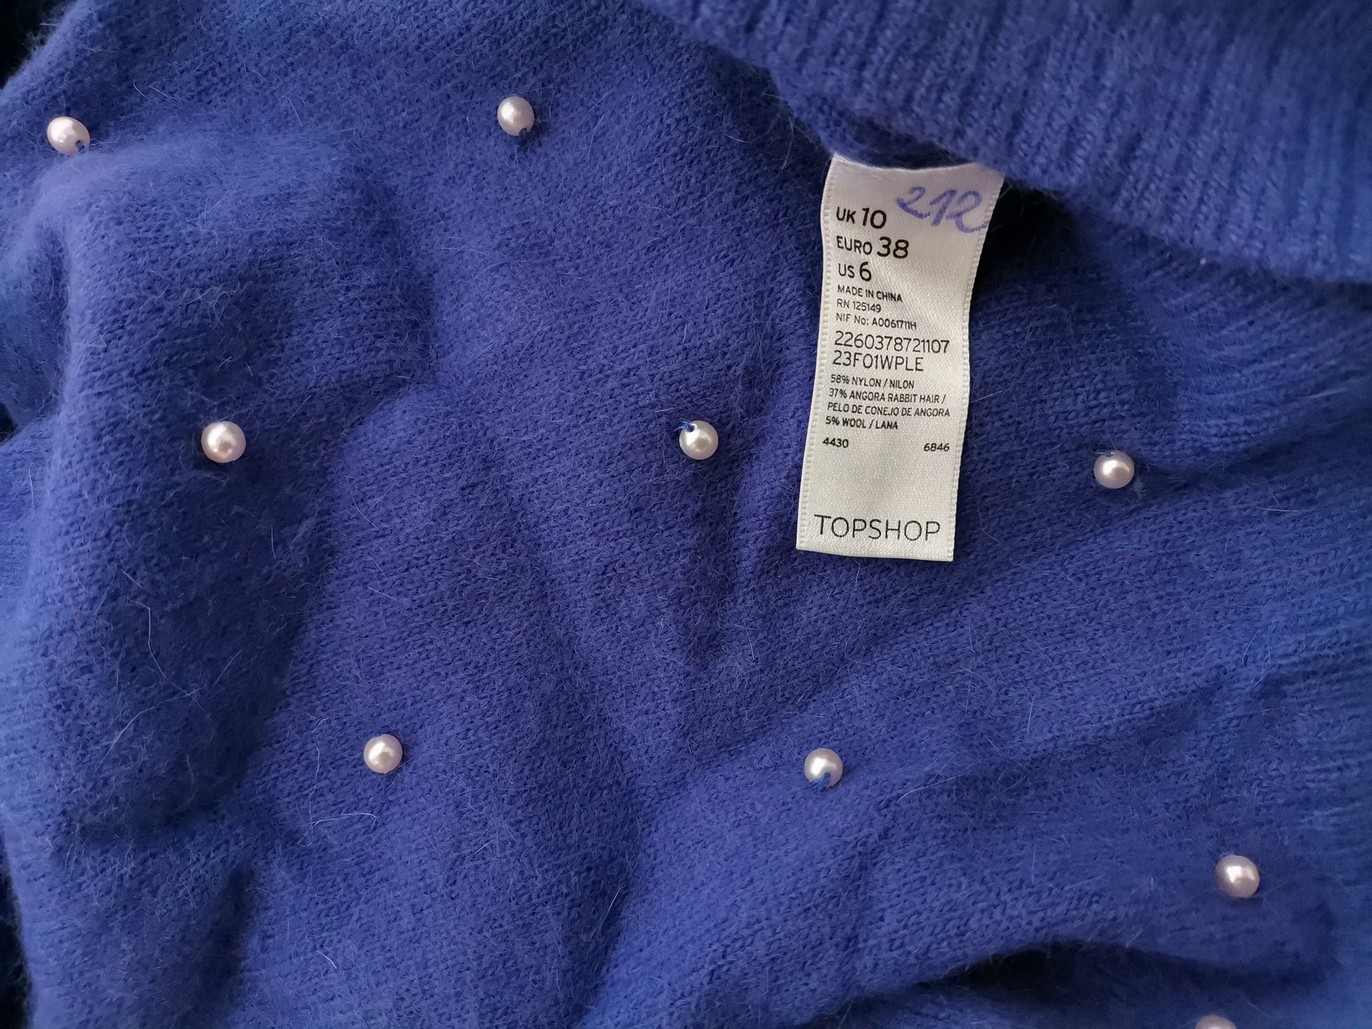 212
UK 10
EURO 38
US 6
MADE IN CHINA
RN 125149
NIF No: A0061711H
2260378721107
23F01WPLE
58% NYLON / NILON
37% ANGORA RABBIT HAIR /
PELO DE CONEJO DE ANGORA
5% WOOL / LANA
4430 6846
TOPSHOP